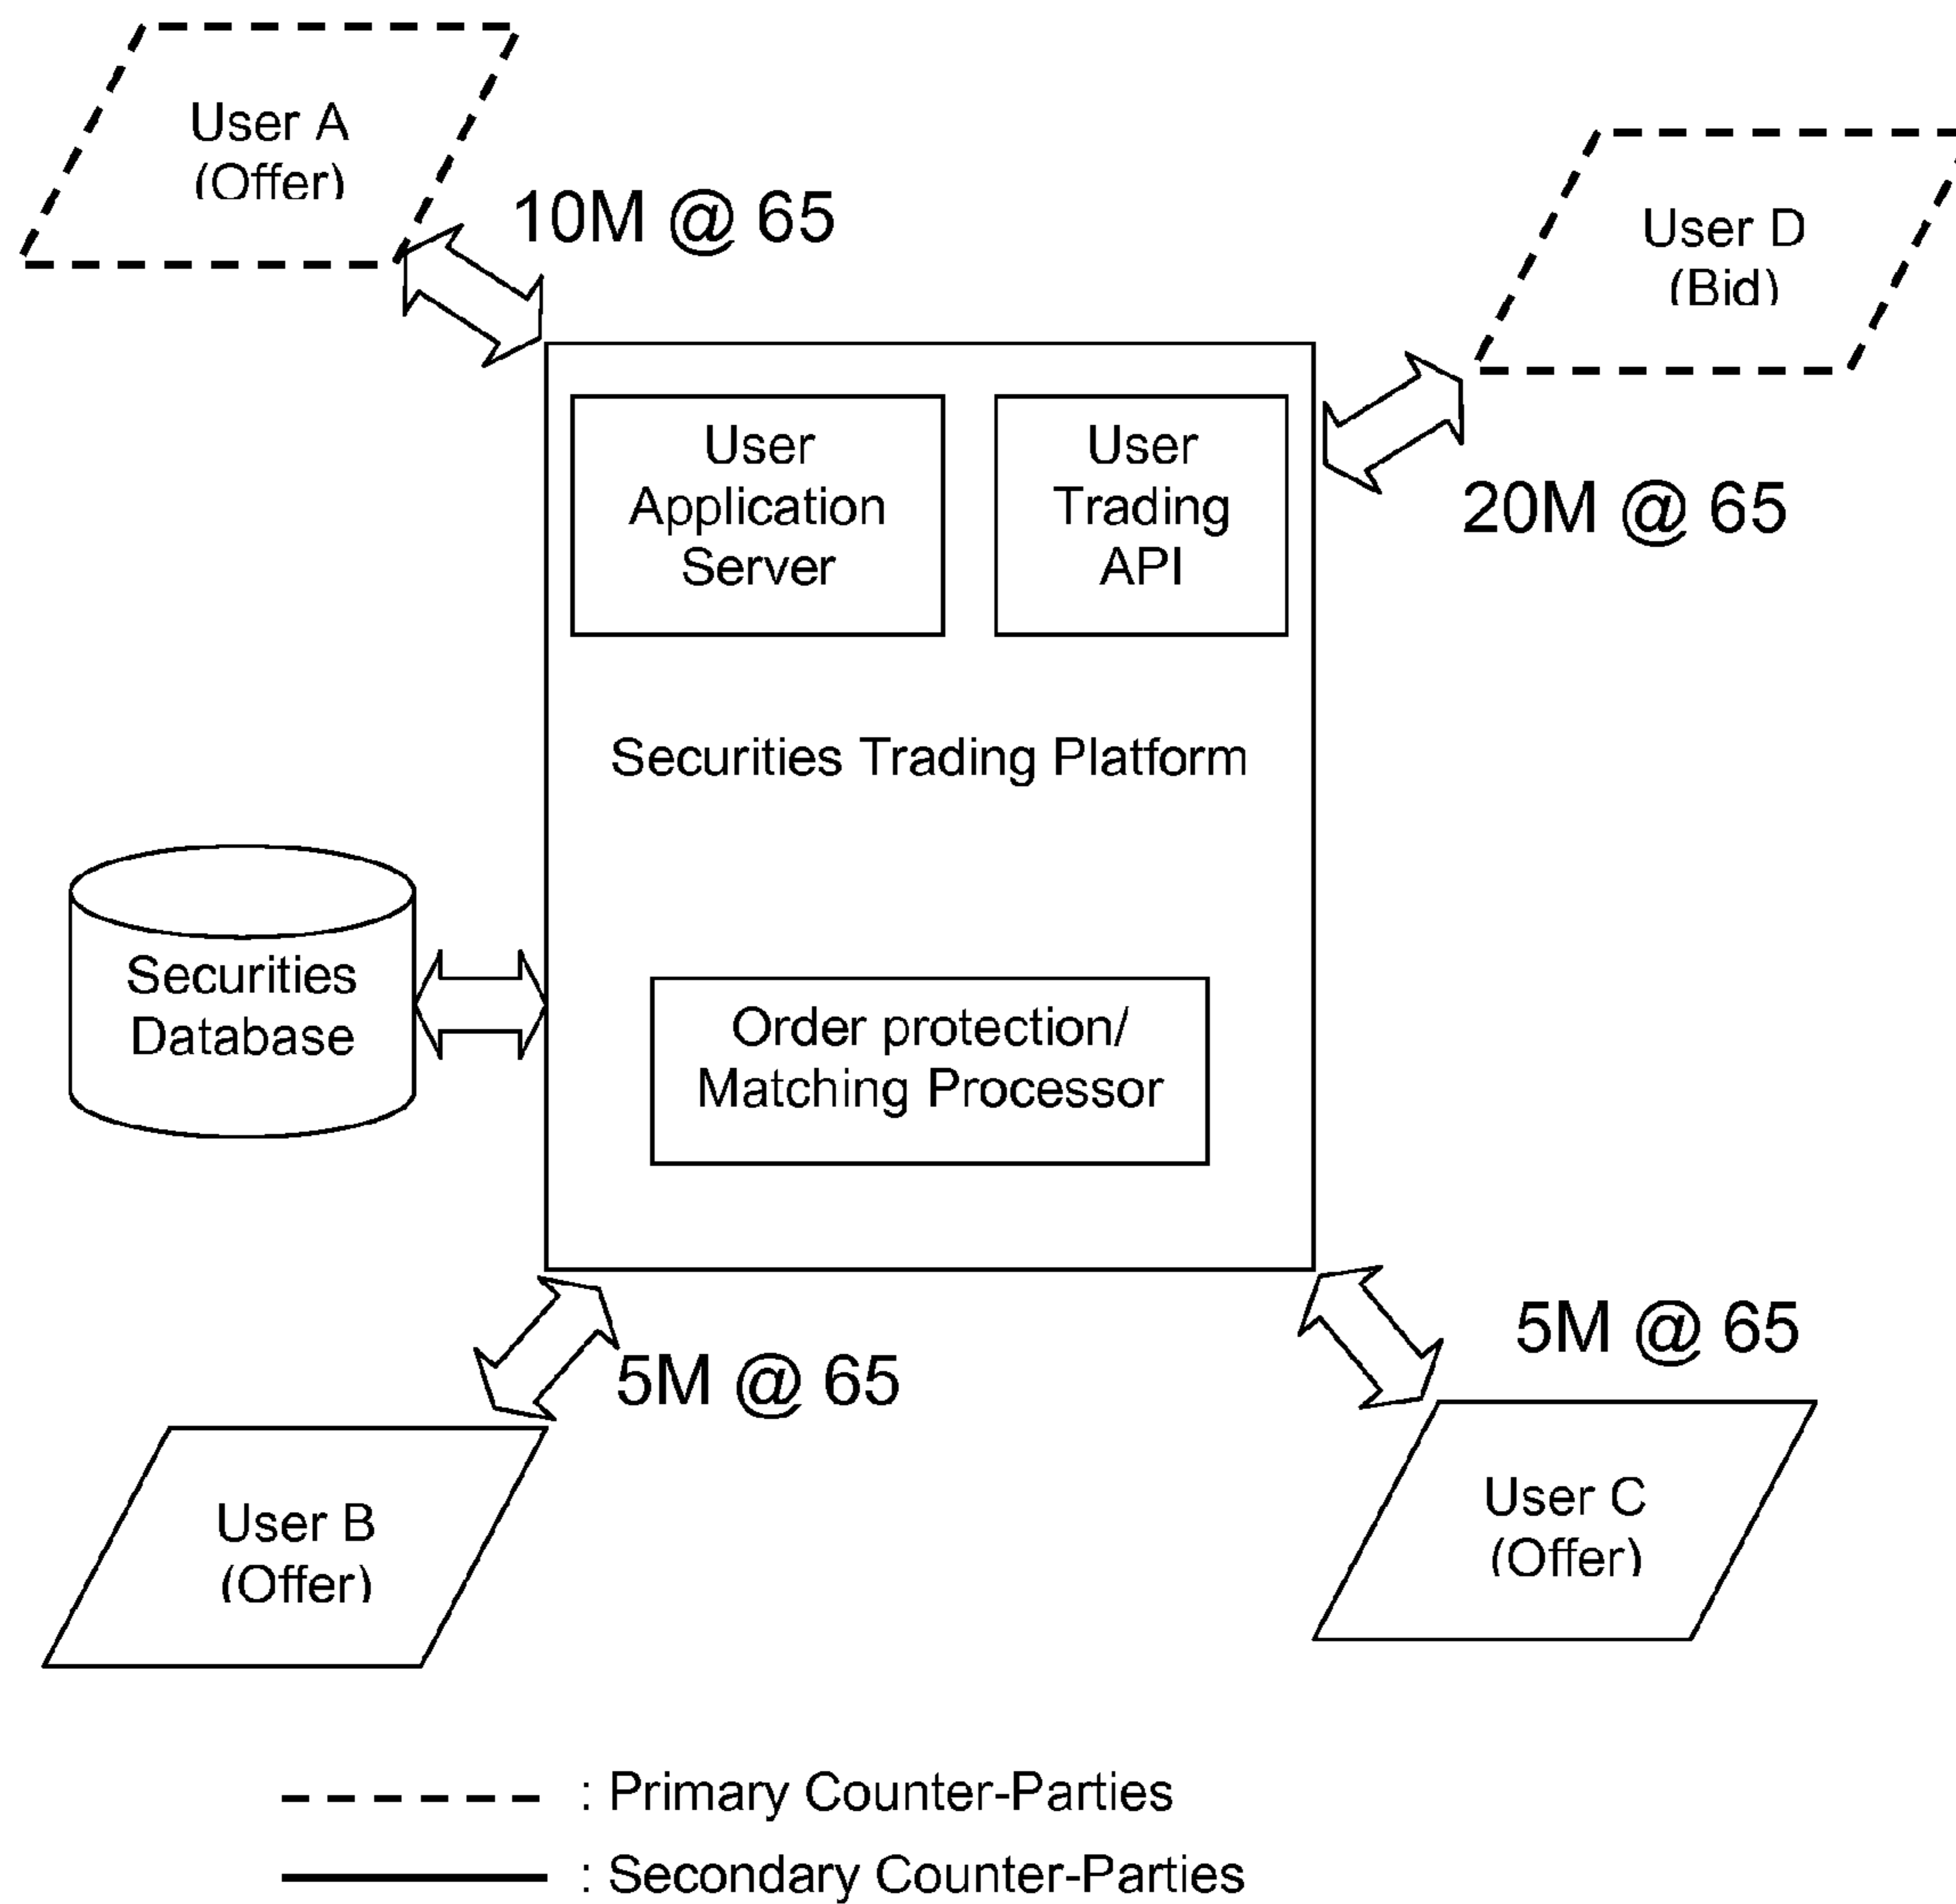 User A
(Offer)
10M @ 65
User D
(Bid)
20M @ 65
User
Application
Server
User
Trading
API
Securities Trading Platform
Securities
Database
Order protection/
Matching Processor
5M @ 65
User B
(Offer)
5M @ 65
User C
(Offer)
: Primary Counter-Parties
: Secondary Counter-Parties